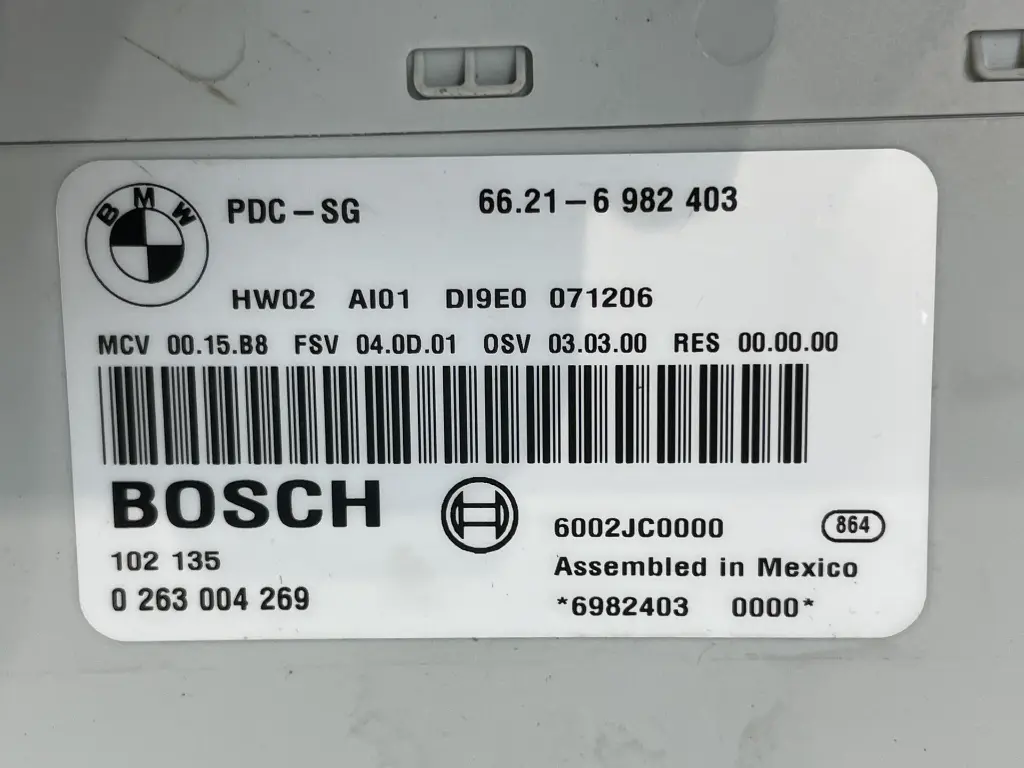 BMW
PDC-SG 66.21-6 982 403
HW02 AI01 DI9E0 071206
MCV 00.15.B8 FSV 04.0D.01 OSV 03.03.00 RES 00.00.00
BOSCH
6002JC0000 864
102 135
Assembled in Mexico
0 263 004 269
*6982403 0000*